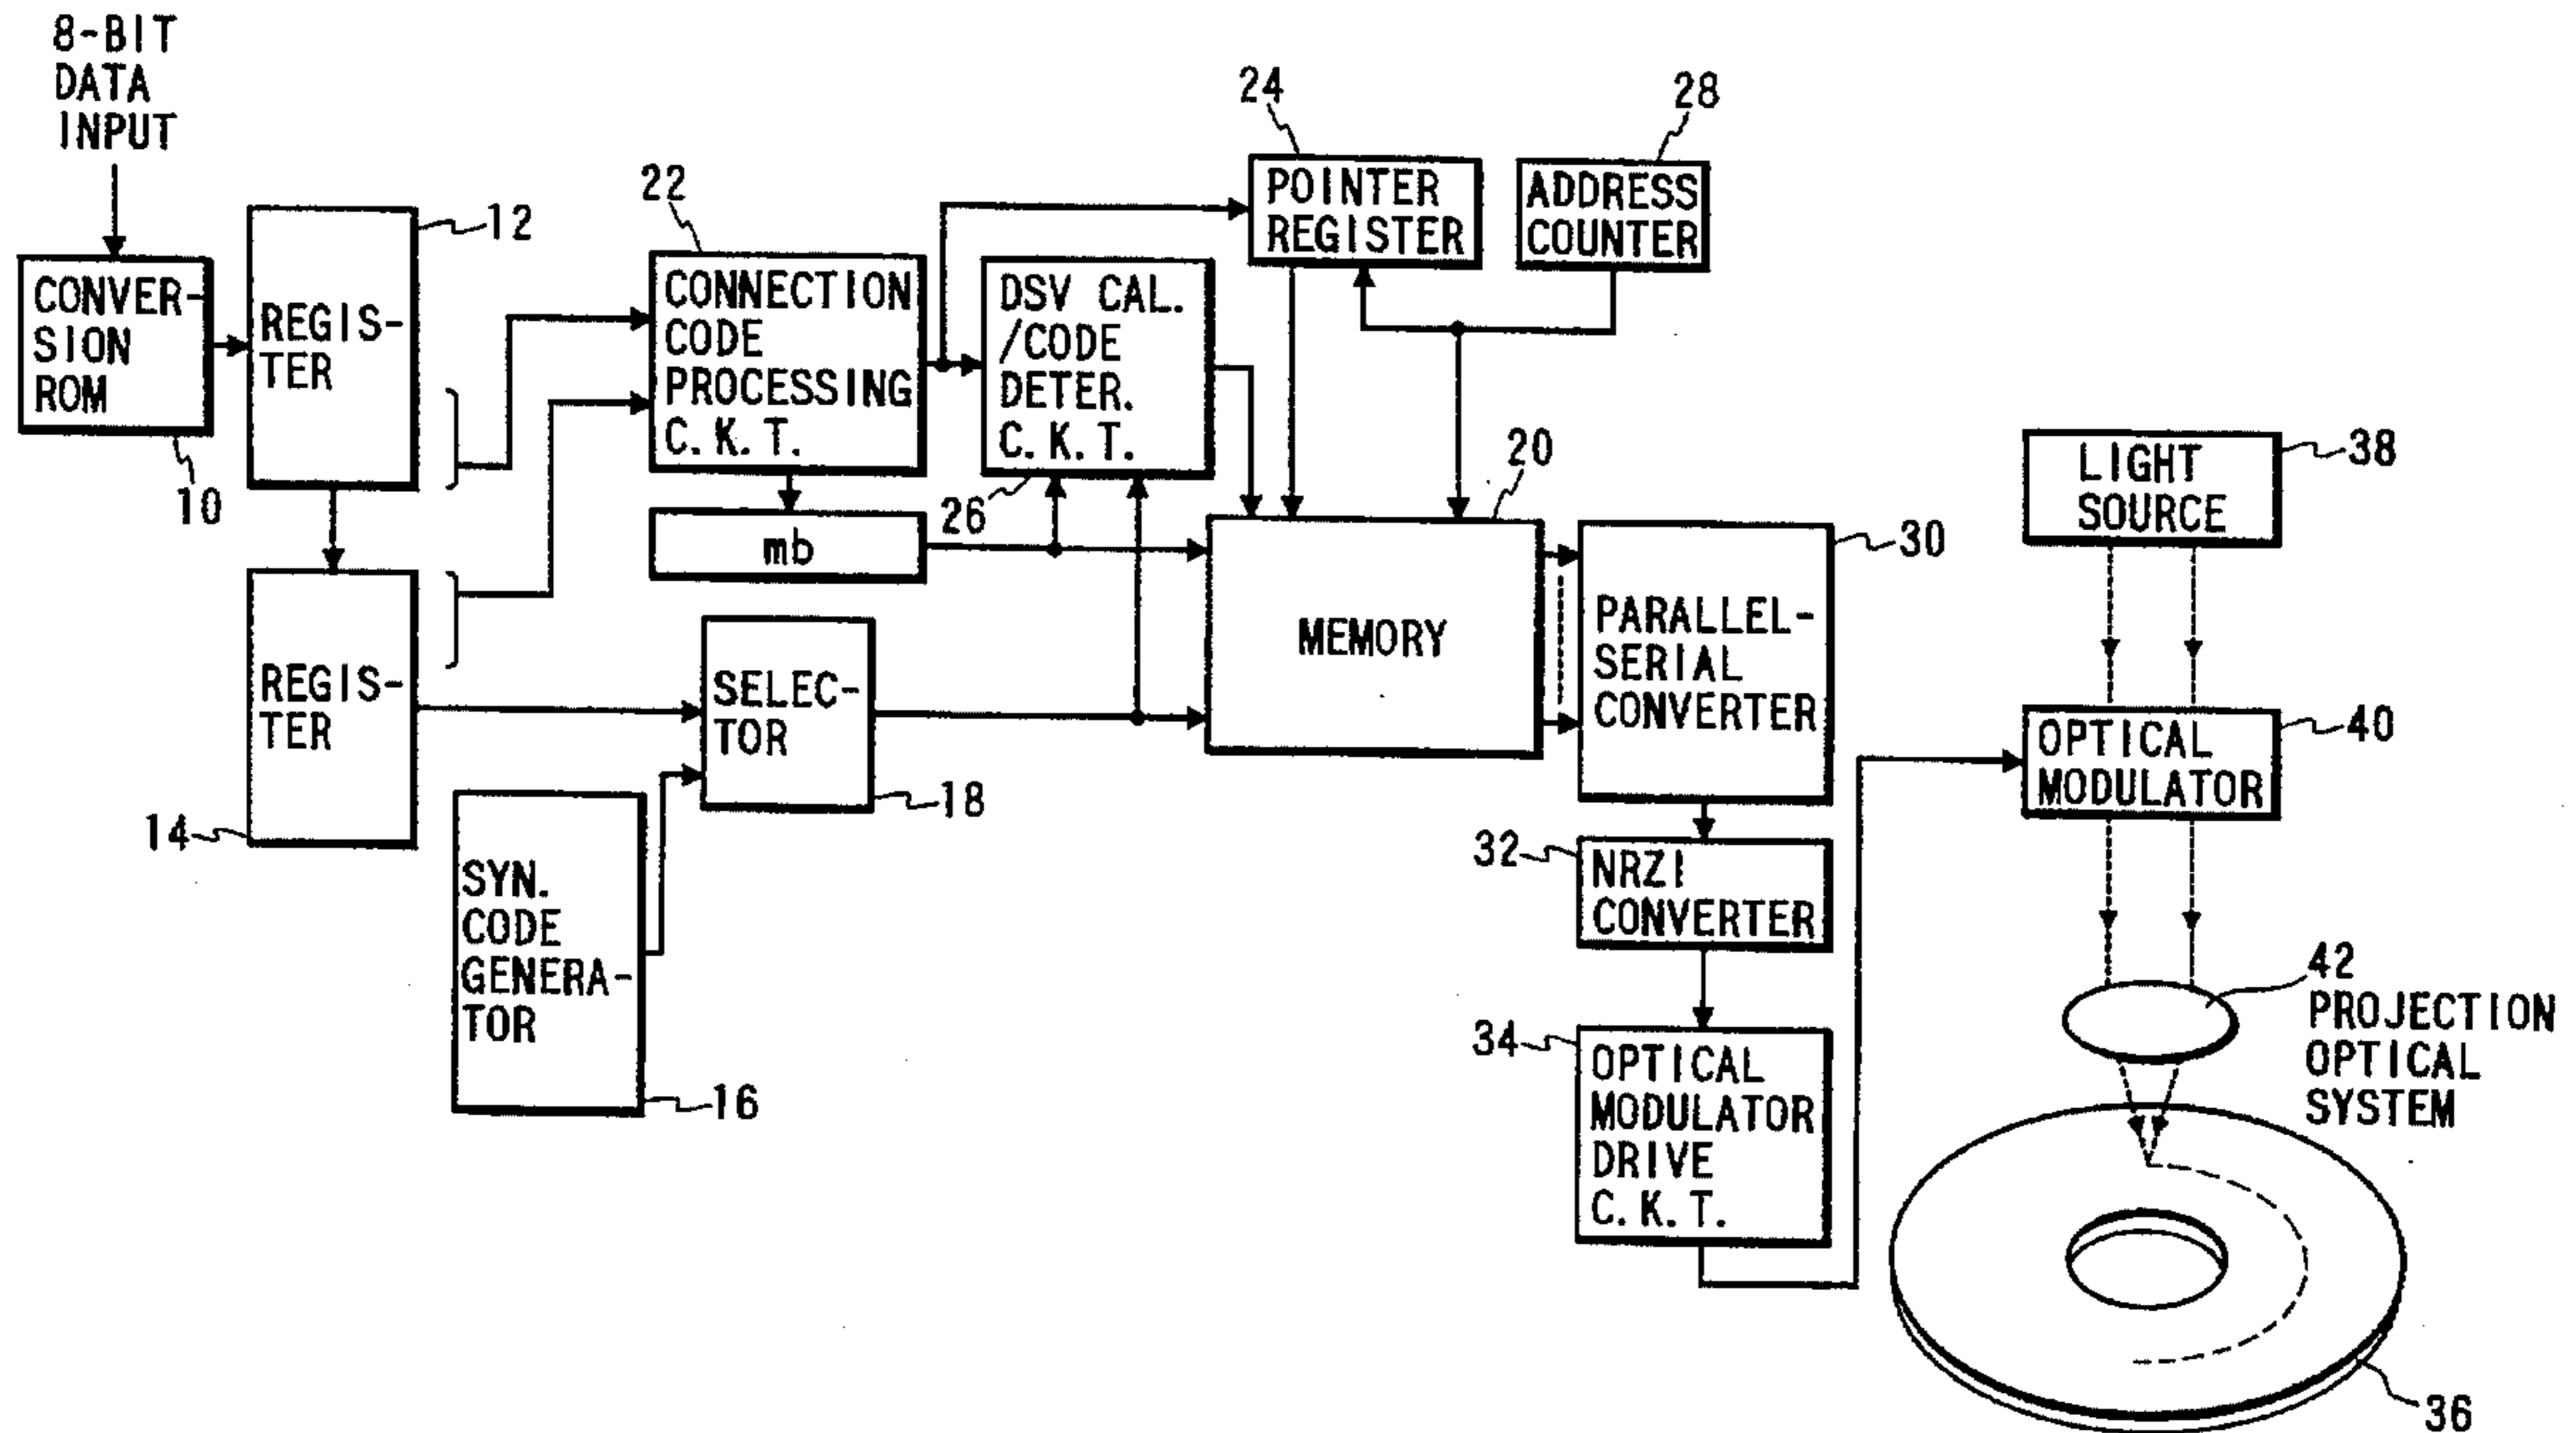 8-BIT
DATA
INPUT
CONVER-
SION
ROM
10
REGIS-
TER
12
REGIS-
TER
14
SYN.
CODE
GENERA-
TOR
16
22
CONNECTION
CODE
PROCESSING
C.K.T.
mb
SELEC-
TOR
18
DSV CAL.
/CODE
DETER.
C.K.T.
26
24
POINTER
REGISTER
28
ADDRESS
COUNTER
20
MEMORY
30
PARALLEL-
SERIAL
CONVERTER
32
NRZI
CONVERTER
34
OPTICAL
MODULATOR
DRIVE
C.K.T.
LIGHT
SOURCE
38
OPTICAL
MODULATOR
40
42
PROJECTION
OPTICAL
SYSTEM
36